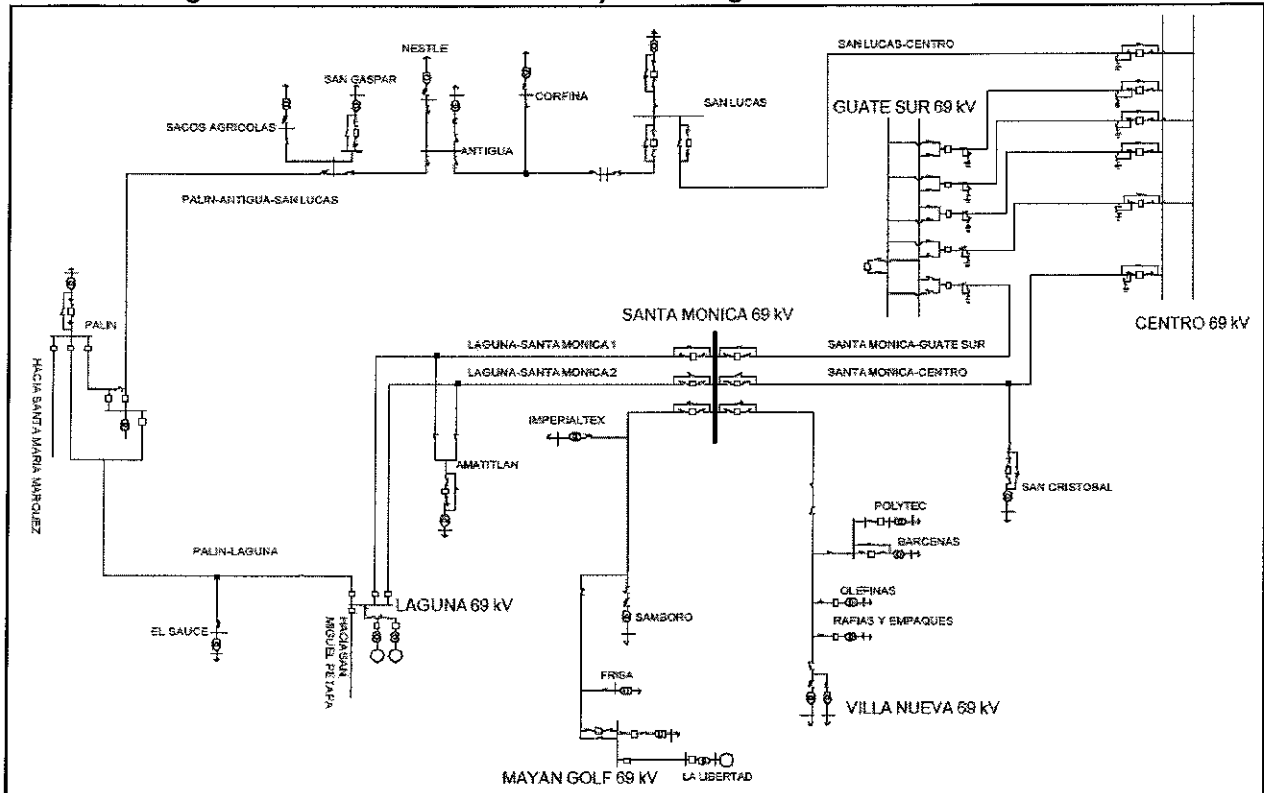 NESTLE
SAN LUCAS-CENTRO
SAN GASPAR
CORFINA
SAN LUCAS
GUATE SUR 69 kV
SACOS AGRICOLAS
ANTIGUA
PALIN-ANTIGUA-SAN LUCAS
SANTA MONICA 69 kV
CENTRO 69 kV
PALIN
LAGUNA-SANTA MONICA 1
SANTA MONICA-GUATE SUR
LAGUNA-SANTA MONICA 2
SANTA MONICA-CENTRO
HACIA SANTA MARIA MARQUEZ
IMPERIALTEX
AMATITLAN
SAN CRISTOBAL
POLYTEC
BARCENAS
PALIN-LAGUNA
OLEFINAS
LAGUNA 69 kV
SAMBORO
RAFIAS Y EMPAQUES
EL SAUCE
HACIA SAN
MIGUEL PETAPA
FRISA
VILLA NUEVA 69 kV
MAYAN GOLF 69 kV
LA LIBERTAD